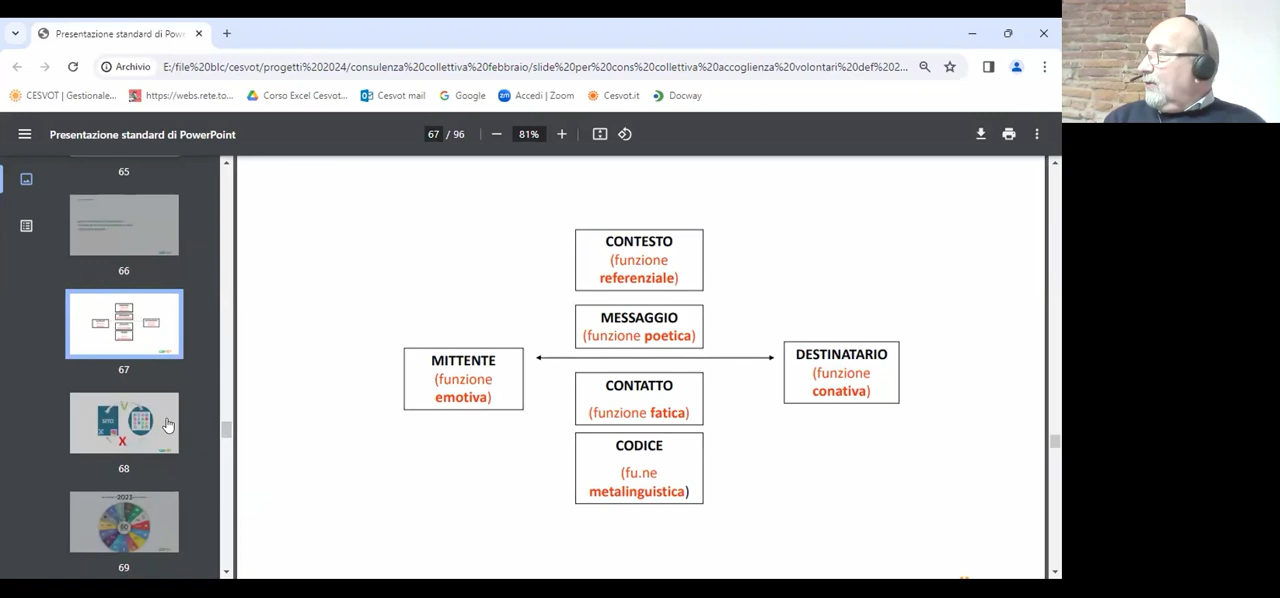 Presentazione standard di Pow
E:/file%20blc/cesvot/progetti%202024/consulenza%20collettiva%20febbraio/slide%20per%20cons%20collettiva%20accoglienza%20volontari%20def%202...
Archivio
CESVOT | Gestionale...
https://webs.rete.to...
Corso Excel Cesvot...
Cesvot mail
Google
Accedi | Zoom
Cesvot.it
Docway
Presentazione standard di PowerPoint
67 / 96
81%
65
66
67
68
2021
69
CONTESTO
(funzione
referenziale)
MESSAGGIO
(funzione poetica)
MITTENTE
(funzione
emotiva)
DESTINATARIO
(funzione
conativa)
CONTATTO
(funzione fatica)
CODICE
(fu.ne
metalinguistica)